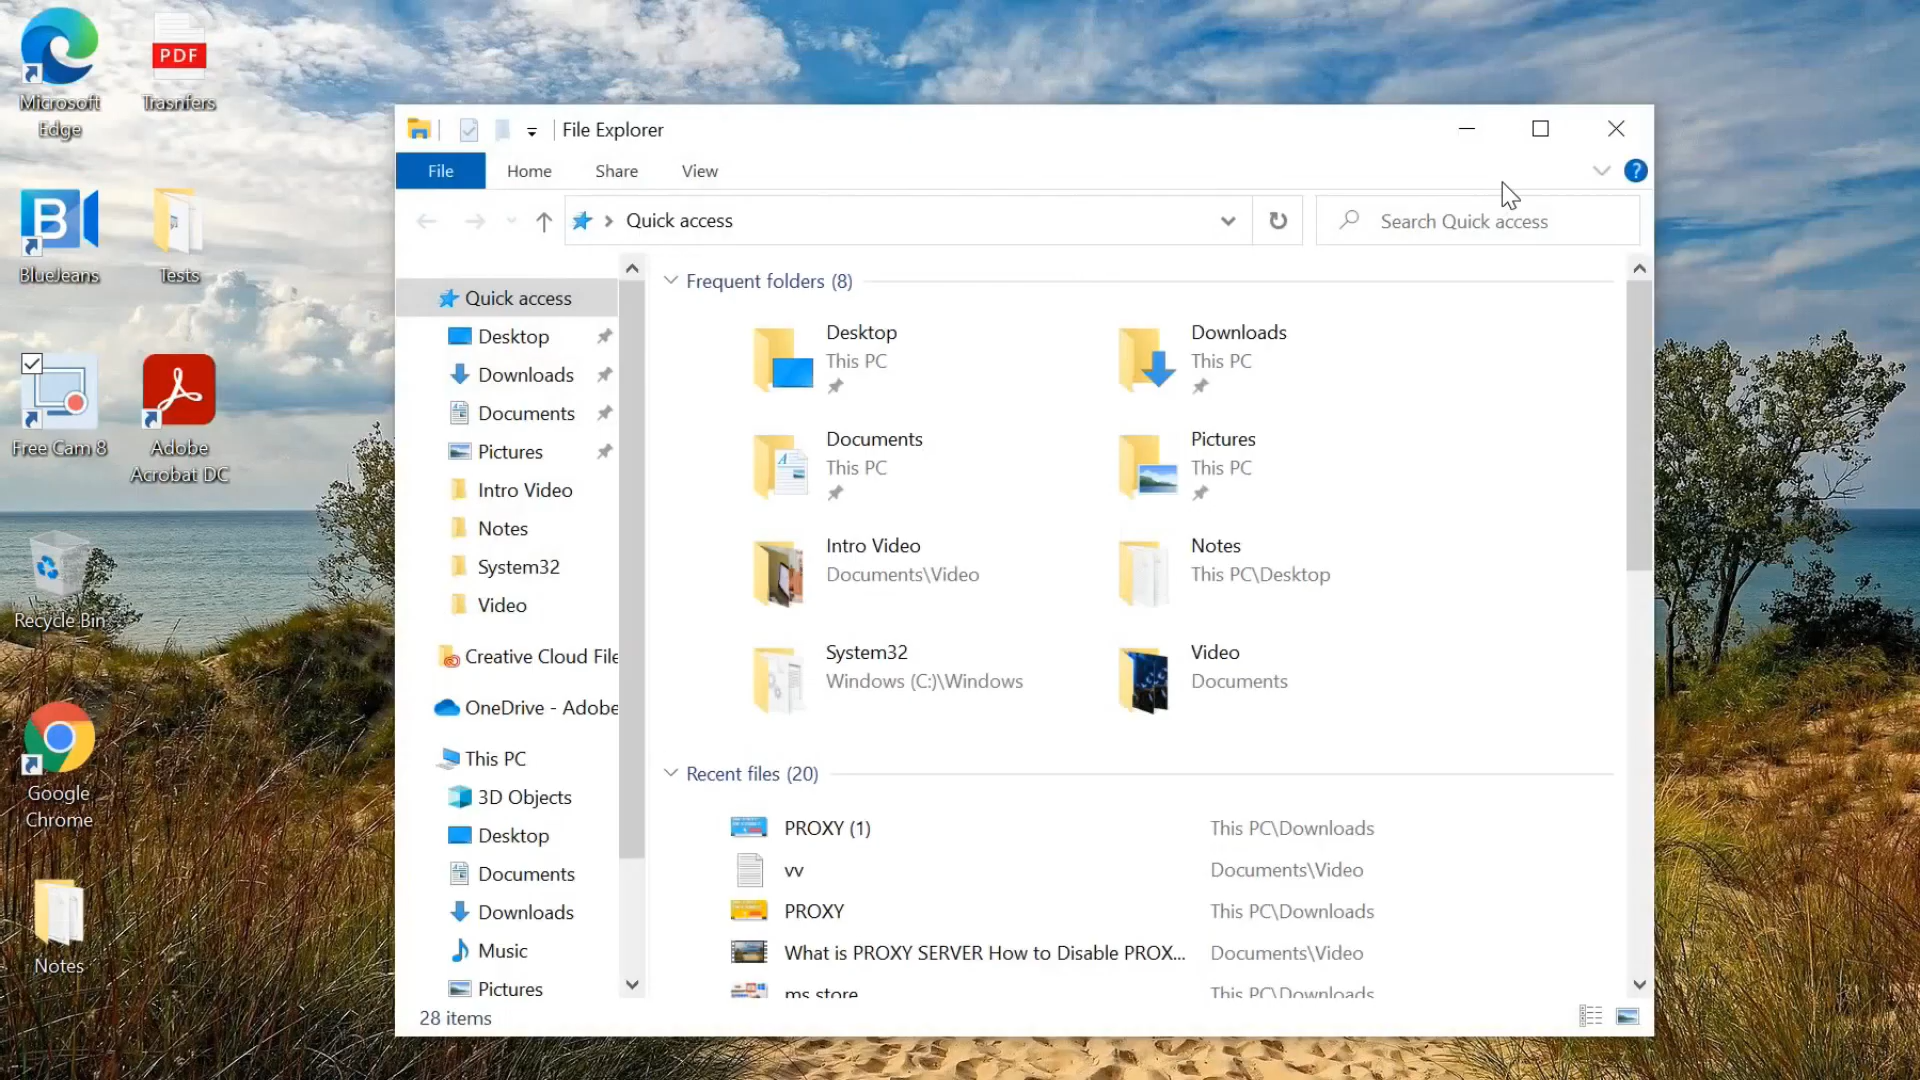 Microsoft
Edge
PDF
Trasnfers
B
BlueJeans
Tests
Free Cam 8
Adobe
Acrobat DC
Recycle Bin
Google
Chrome
Notes
File Explorer
File
Home
Share
View
?
Quick access
Search Quick access
Quick access
Desktop
Downloads
Documents
Pictures
Intro Video
Notes
System32
Video
Creative Cloud File
OneDrive - Adobe
This PC
3D Objects
Desktop
Documents
Downloads
Music
Pictures
Frequent folders (8)
Desktop
This PC
Downloads
This PC
Documents
This PC
Pictures
This PC
Intro Video
Documents\Video
Notes
This PC\Desktop
System32
Windows (C:)\Windows
Video
Documents
Recent files (20)
PROXY (1) This PC\Downloads
vv Documents\Video
PROXY This PC\Downloads
What is PROXY SERVER How to Disable PROX... Documents\Video
ms store This PC\Downloads
28 items